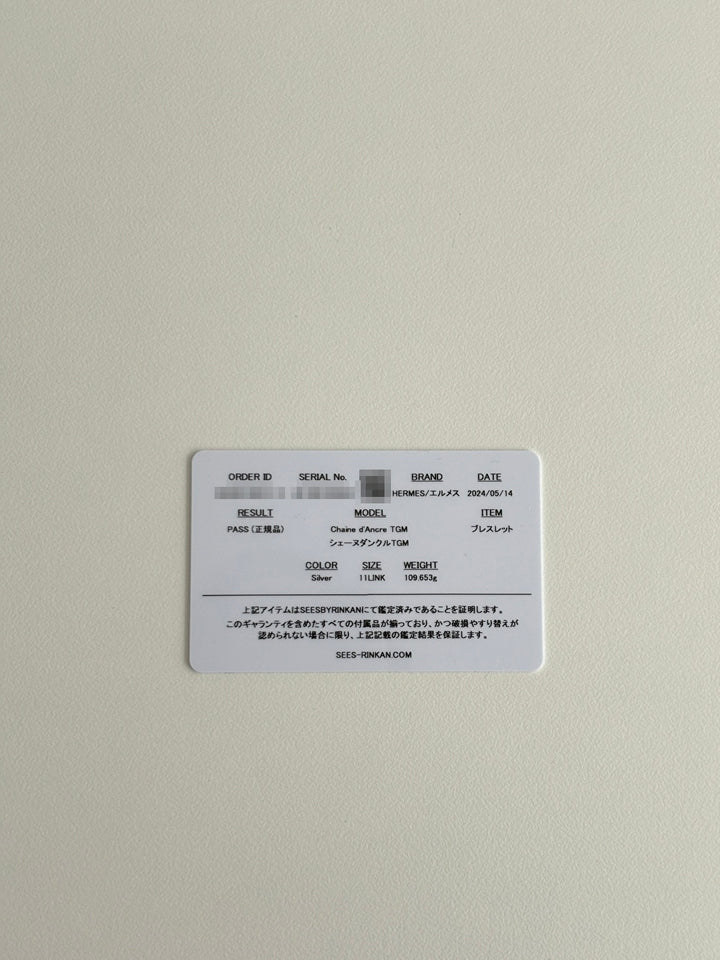 ORDER ID SERIAL No. BRAND DATE
HERMES/エルメス 2024/05/14
RESULT MODEL ITEM
PASS (正規品) Chaine d'Ancre TGM ブレスレット
シェーヌダンクルTGM
COLOR SIZE WEIGHT
Silver 11LINK 109.653g
上記アイテムはSEESBYRINKANにて鑑定済みであることを証明します。
このギャランティを含めたすべての付属品が揃っており、かつ破損やすり替えが
認められない場合に限り、上記記載の鑑定結果を保証します。
SEES-RINKAN.COM